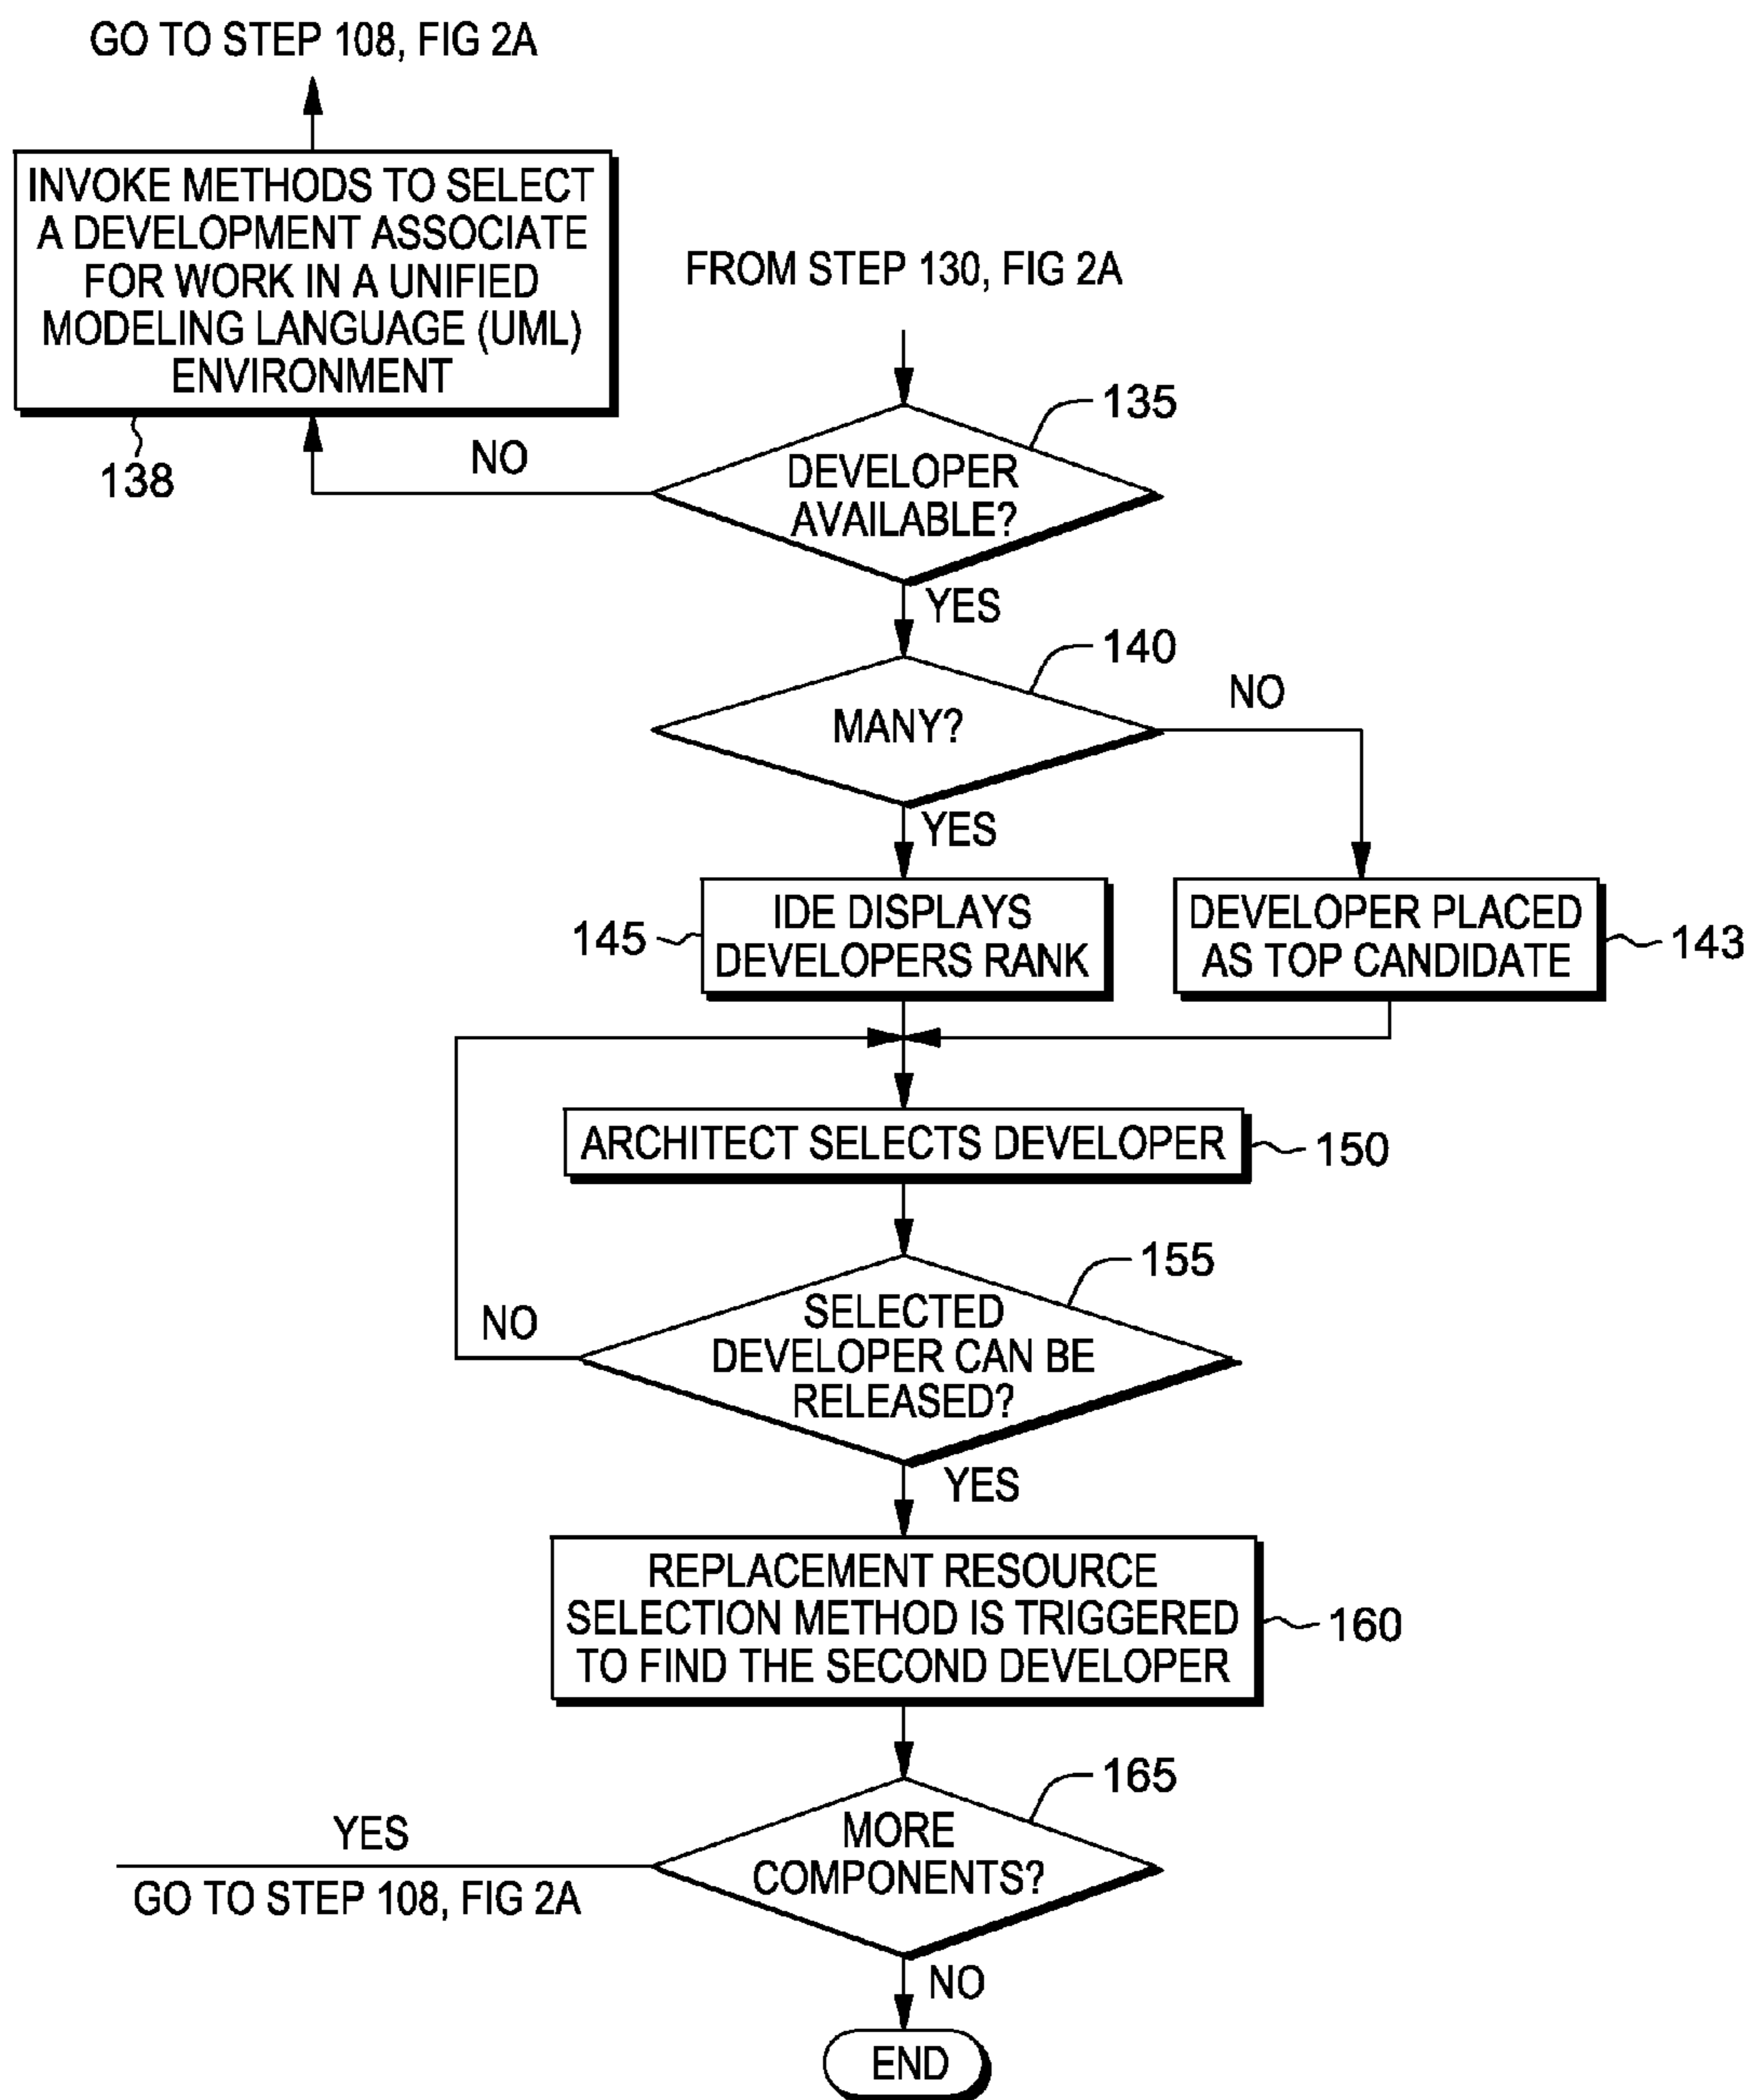 GO TO STEP 108, FIG 2A
INVOKE METHODS TO SELECT
A DEVELOPMENT ASSOCIATE
FOR WORK IN A UNIFIED
MODELING LANGUAGE (UML)
ENVIRONMENT
138
FROM STEP 130, FIG 2A
135
DEVELOPER
AVAILABLE?
NO
YES
140
MANY?
NO
YES
145
IDE DISPLAYS
DEVELOPERS RANK
DEVELOPER PLACED
AS TOP CANDIDATE
143
ARCHITECT SELECTS DEVELOPER
150
155
SELECTED
DEVELOPER CAN BE
RELEASED?
NO
YES
REPLACEMENT RESOURCE
SELECTION METHOD IS TRIGGERED
TO FIND THE SECOND DEVELOPER
160
165
MORE
COMPONENTS?
YES
GO TO STEP 108, FIG 2A
NO
END